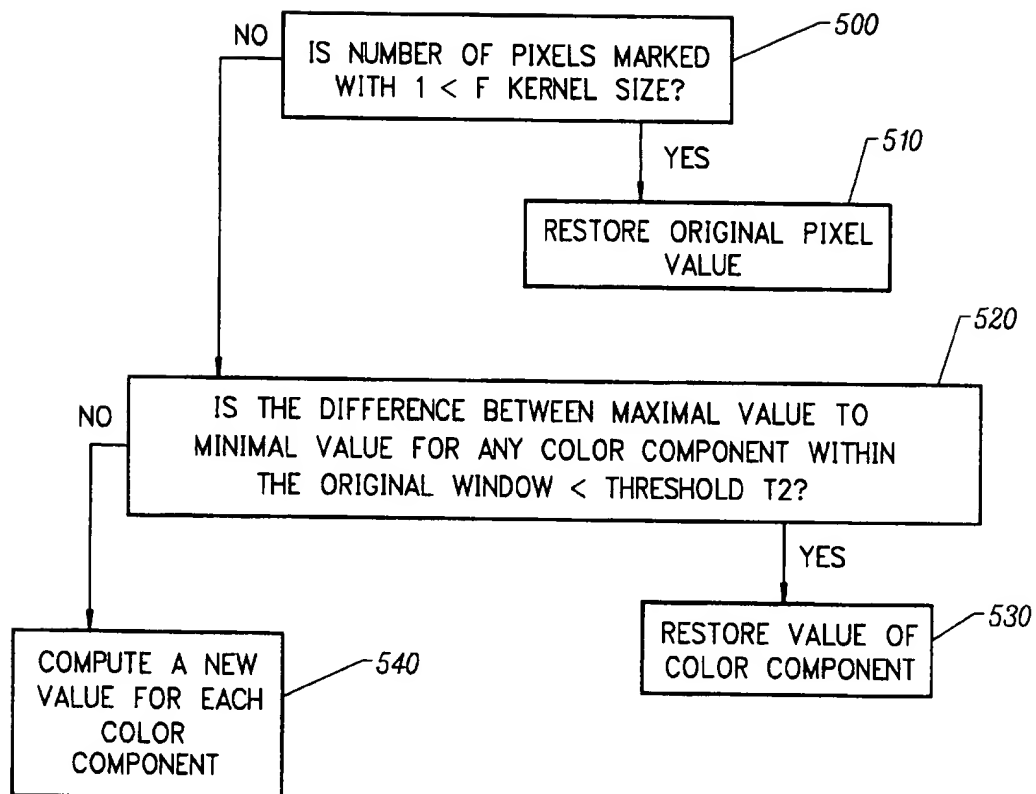 500
NO
IS NUMBER OF PIXELS MARKED
WITH 1 < F KERNEL SIZE?
510
YES
RESTORE ORIGINAL PIXEL
VALUE
520
NO
IS THE DIFFERENCE BETWEEN MAXIMAL VALUE TO
MINIMAL VALUE FOR ANY COLOR COMPONENT WITHIN
THE ORIGINAL WINDOW < THRESHOLD T2?
YES
530
RESTORE VALUE OF
COLOR COMPONENT
540
COMPUTE A NEW
VALUE FOR EACH
COLOR
COMPONENT